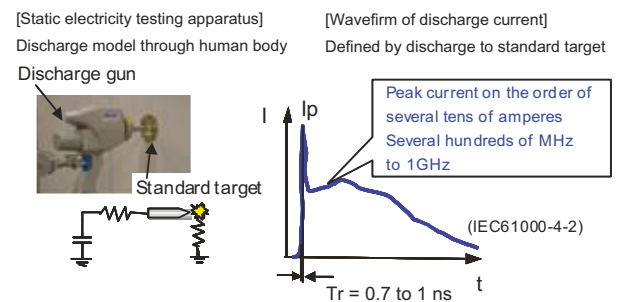 [Static electricity testing apparatus]
Discharge model through human body
Discharge gun
Standard target
[Wavefirm of discharge current]
Defined by discharge to standard target
Peak current on the order of
several tens of amperes
Several hundreds of MHz
to 1GHz
I
Ip
(IEC61000-4-2)
t
Tr = 0.7 to 1 ns